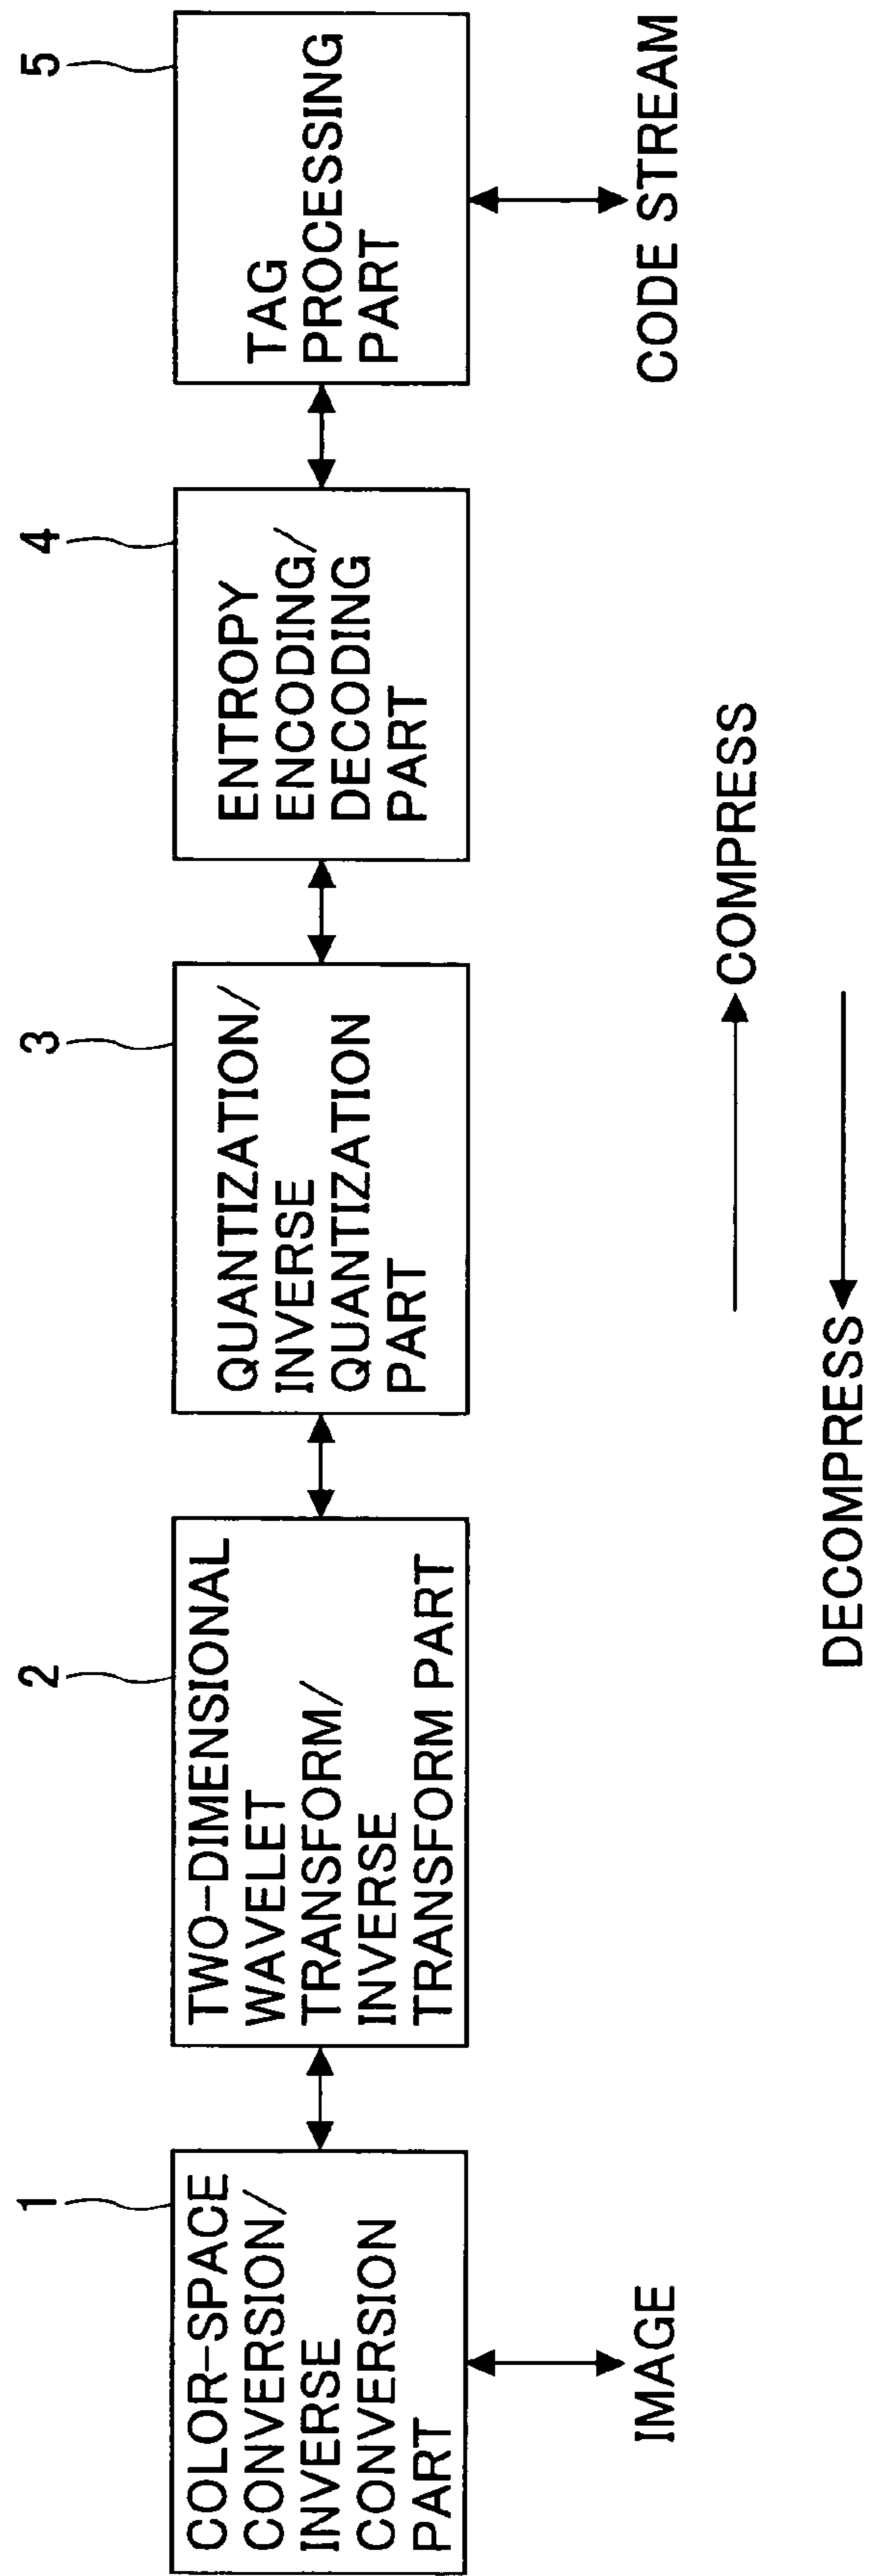 1
COLOR-SPACE
CONVERSION/
INVERSE
CONVERSION
PART
2
TWO-DIMENSIONAL
WAVELET
TRANSFORM/
INVERSE
TRANSFORM PART
3
QUANTIZATION/
INVERSE
QUANTIZATION
PART
4
ENTROPY
ENCODING/
DECODING
PART
5
TAG
PROCESSING
PART
IMAGE
CODE STREAM
COMPRESS
DECOMPRESS